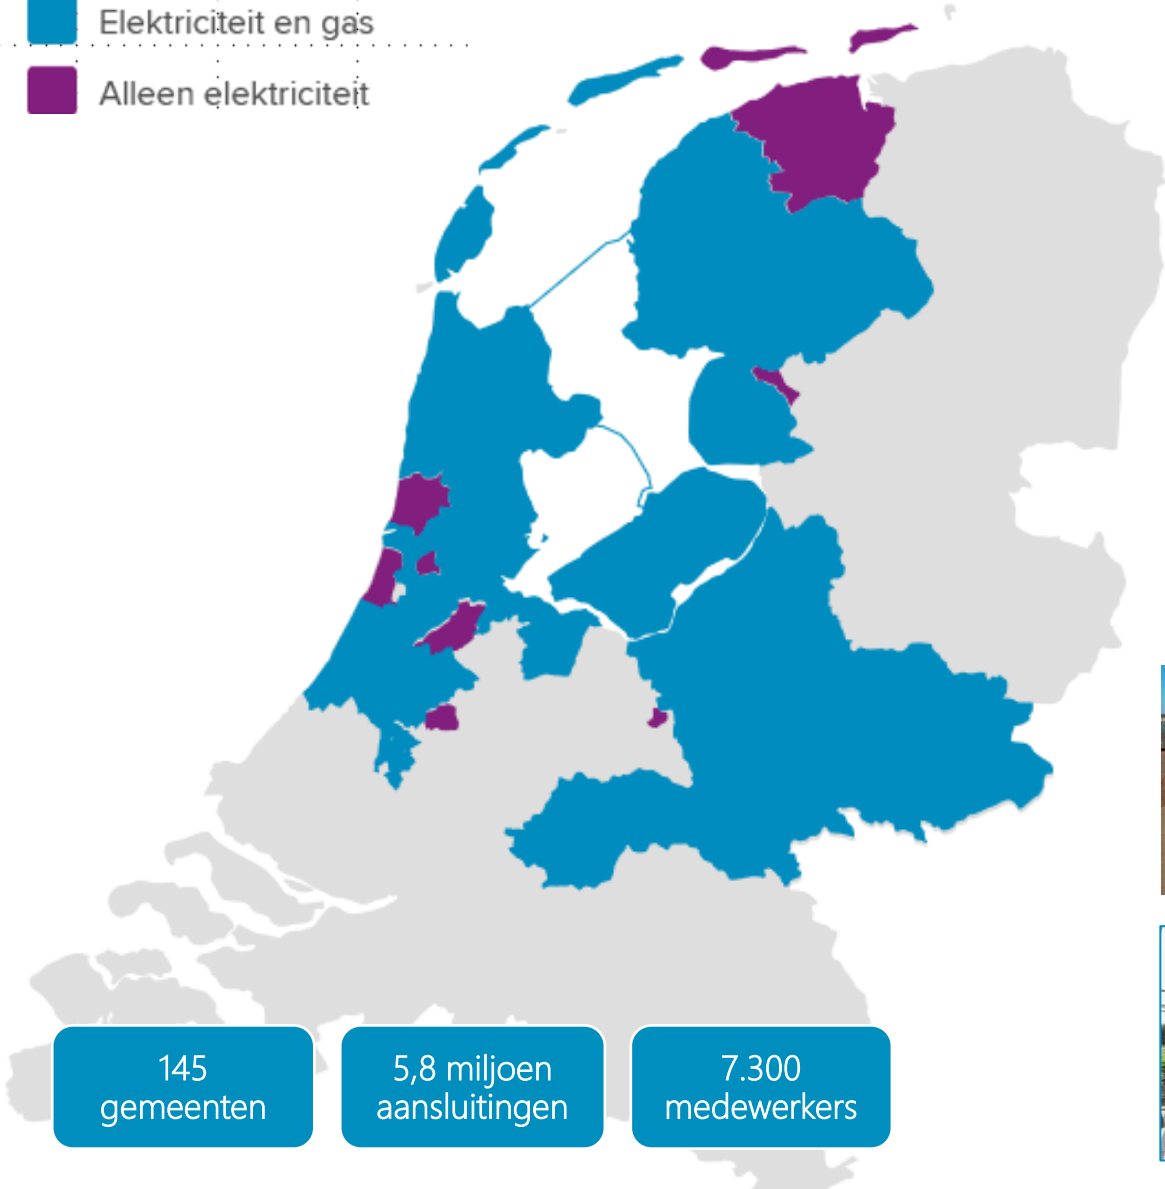 Elektriciteit en gas
Alleen elektriciteit
145
gemeenten
5,8 miljoen
aansluitingen
7.300
medewerkers